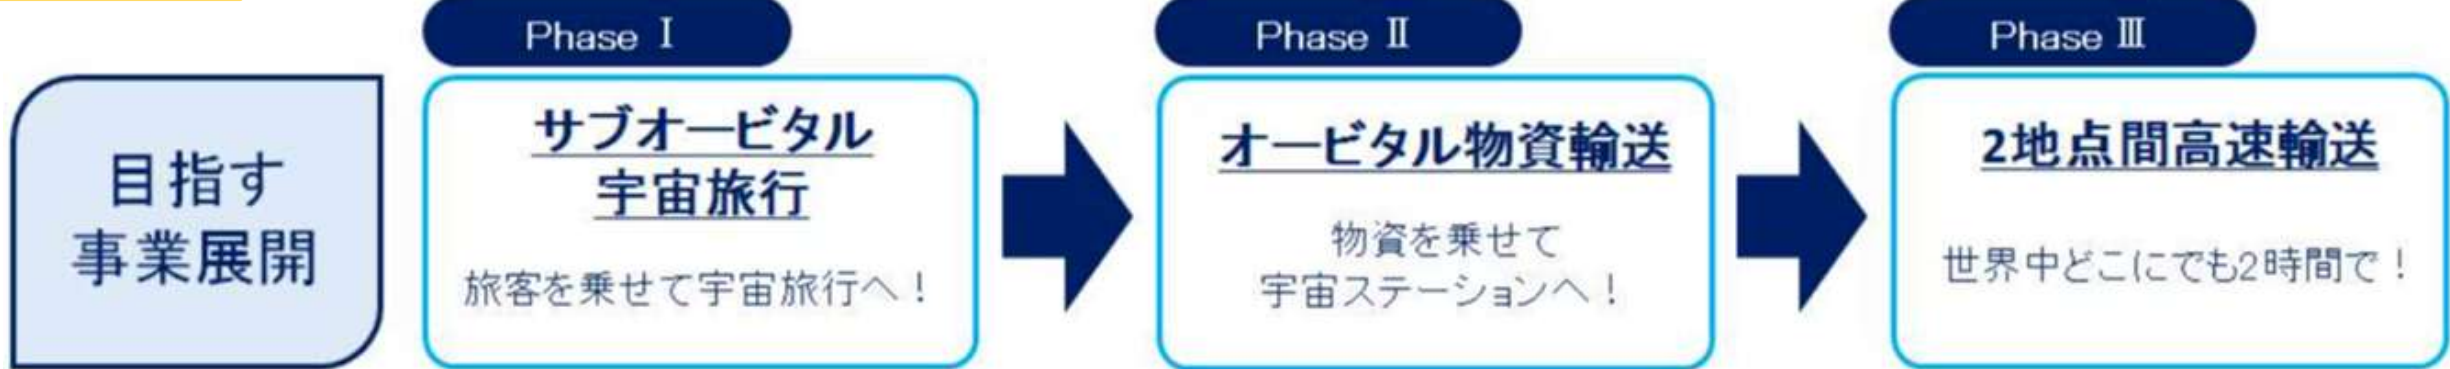 目指す
事業展開
Phase Ⅰ
サブオービタル
宇宙旅行
旅客を乗せて宇宙旅行へ！
Phase Ⅱ
オービタル物資輸送
物資を乗せて
宇宙ステーションへ！
Phase Ⅲ
2地点間高速輸送
世界中どこにでも2時間で！